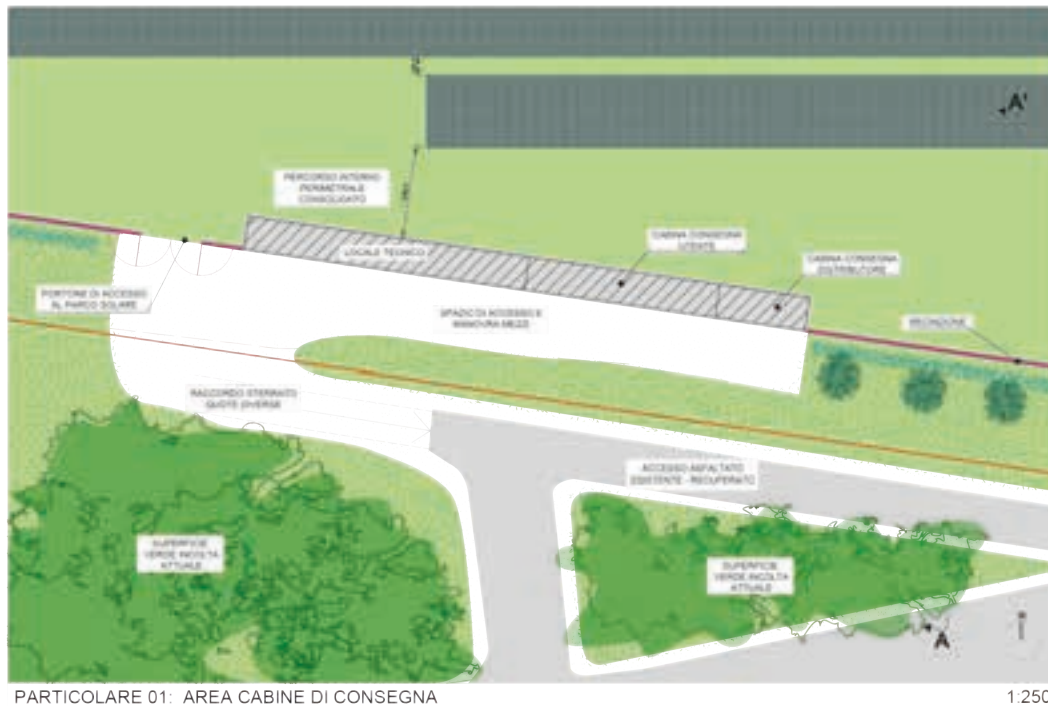 A'
PERCORSO INTERNO
PERIMETRALE
CONSOLIDATO
CABINA CONSEGNA
UTENTE
CABINA CONSEGNA
DISTRIBUTORE
LOCALE TECNICO
PORTONE DI ACCESSO
AL PARCO SOLARE
SPAZIO DI ACCESSO E
MANOVRA MEZZI
RECINZIONE
RACCORDO STERRATO
QUOTE DIVERSE
ACCESSO ASFALTATO
ESISTENTE - RECUPERATO
SUPERFICIE
VERDE INCOLTA
ATTUALE
SUPERFICIE
VERDE INCOLTA
ATTUALE
A
PARTICOLARE 01: AREA CABINE DI CONSEGNA
1:250